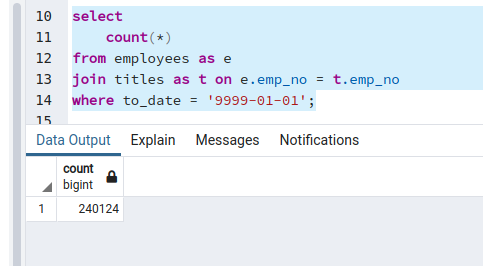 10 select
11 count(*)
12 from employees as e
13 join titles as t on e.emp_no = t.emp_no
14 where to_date = '9999-01-01';
15
Data Output Explain Messages Notifications
count
bigint
1 240124